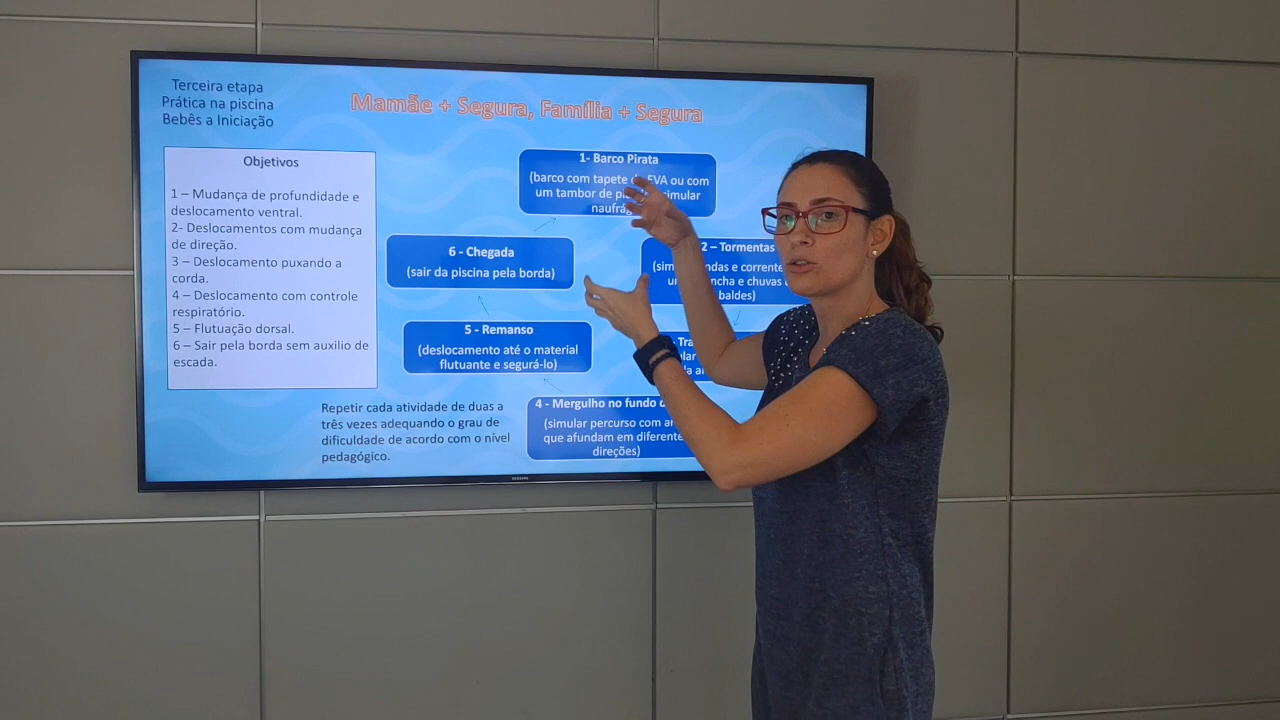 Terceira etapa
Prática na piscina
Bebês a Iniciação
Mamãe + Segura, Família + Segura
Objetivos
1 – Mudança de profundidade e
deslocamento ventral.
2- Deslocamentos com mudança
de direção.
3 – Deslocamento puxando a
corda.
4 – Deslocamento com controle
respiratório.
5 – Flutuação dorsal.
6 – Sair pela borda sem auxilio de
escada.
1- Barco Pirata
(barco com tapete EVA ou com
um tambor de simular
2 – Tormentas
6 - Chegada
(sair da piscina pela borda)
5 - Remanso
(deslocamento até o material
flutuante e segurá-lo)
4 - Mergulho no fundo
(simular percurso com
que afundam em
direções)
baldes)
Repetir cada atividade de duas a
três vezes adequando o grau de
dificuldade de acordo com o nível
pedagógico.
SAMSUNG